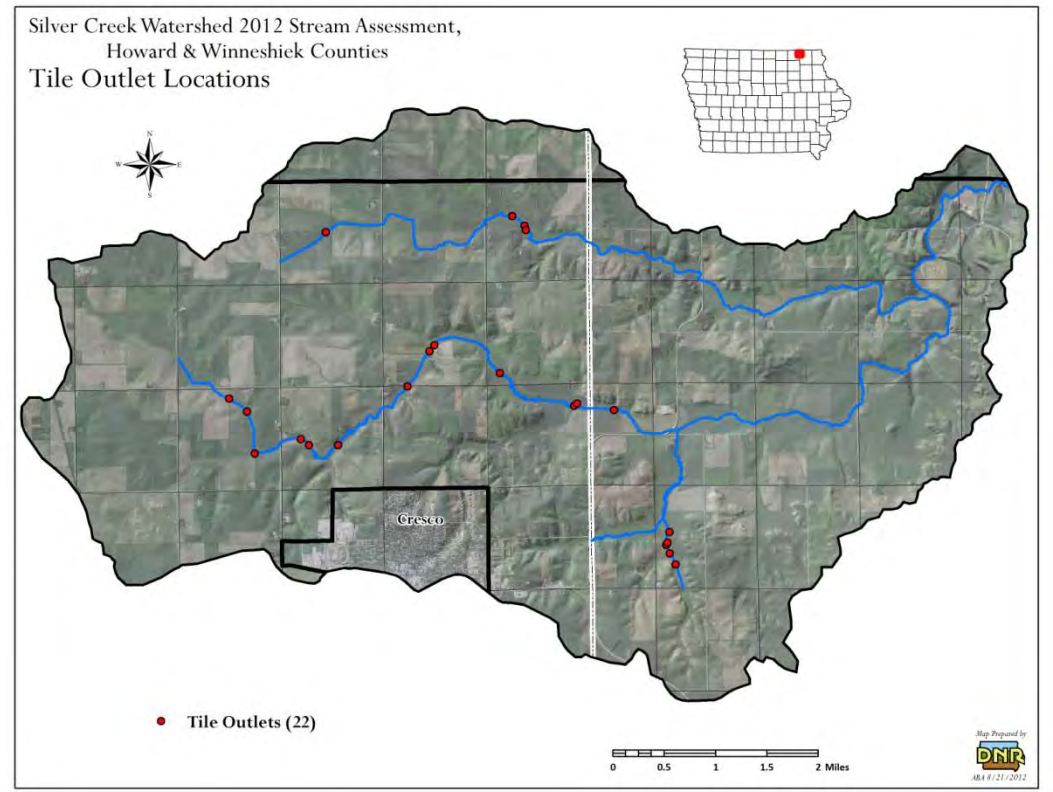 Silver Creek Watershed 2012 Stream Assessment,
Howard & Winneshiek Counties
Tile Outlet Locations
N
W
E
S
Cresco
Tile Outlets (22)
0 0.5 1 1.5 2 Miles
Map Prepared by
DNR
ABA 8/21/2012